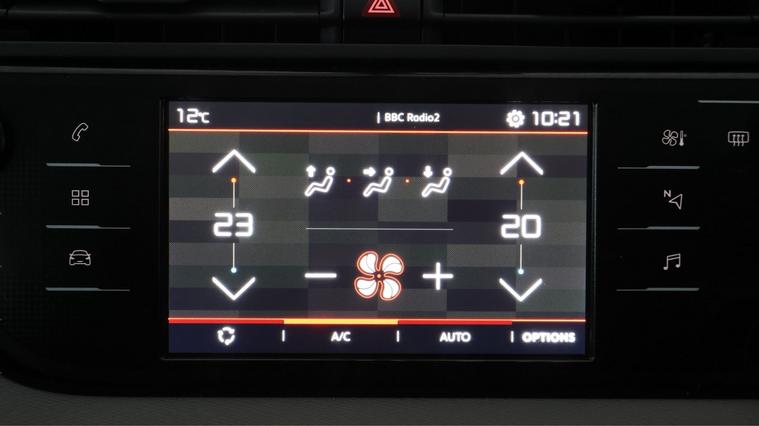 12°C | BBC Radio2 10:21
23
20
N
| A/C | AUTO | OPTIONS